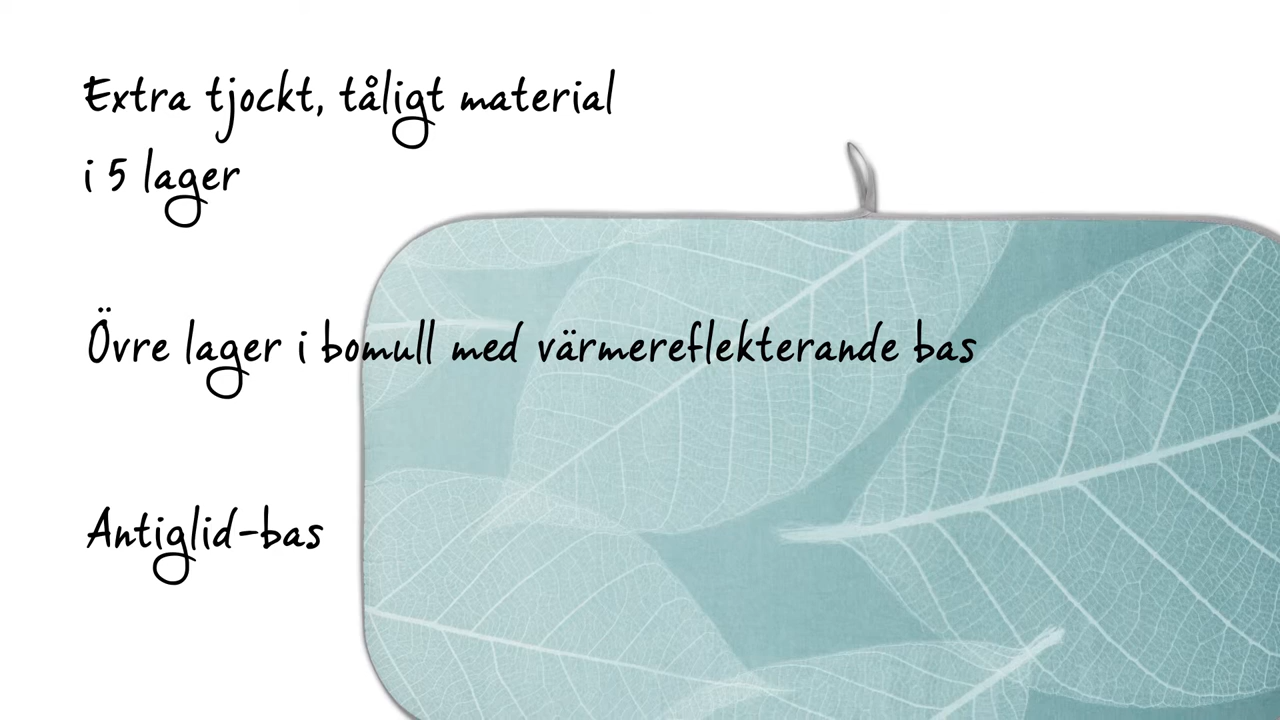 Extra tjockt, tåligt material
i 5 lager
Övre lager i bomull med värmereflekterande bas
Antiglid-bas